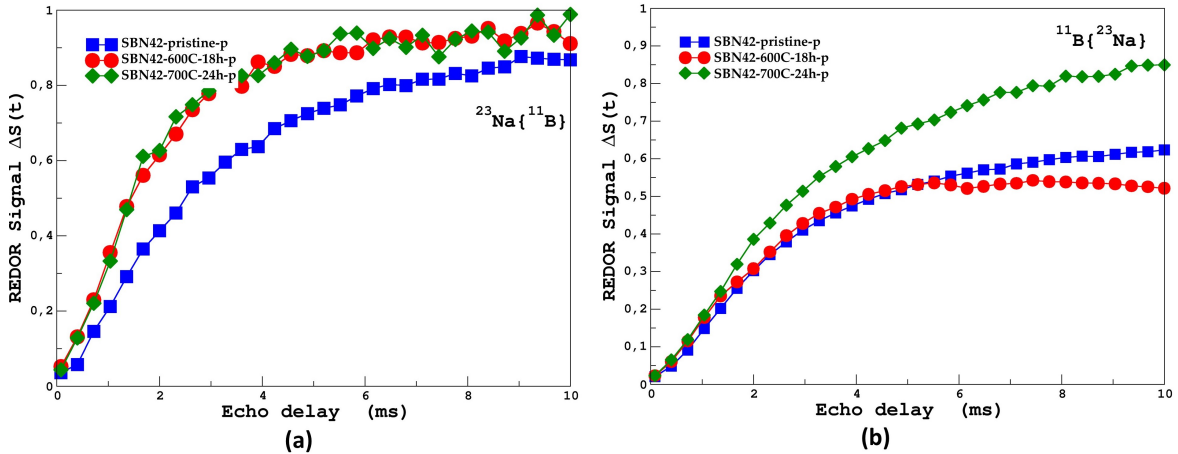 REDOR Signal ΔS(t)
1
0,8
0,6
0,4
0,2
0
SBN42-pristine-p
SBN42-600C-18h-p
SBN42-700C-24h-p
²³Na{¹¹B}
0 2 4 6 8 10
Echo delay (ms)
(a)
REDOR Signal ΔS(t)
1
0,9
0,8
0,7
0,6
0,5
0,4
0,3
0,2
0,1
0
SBN42-pristine-p
SBN42-600C-18h-p
SBN42-700C-24h-p
¹¹B{²³Na}
0 2 4 6 8 10
Echo delay (ms)
(b)